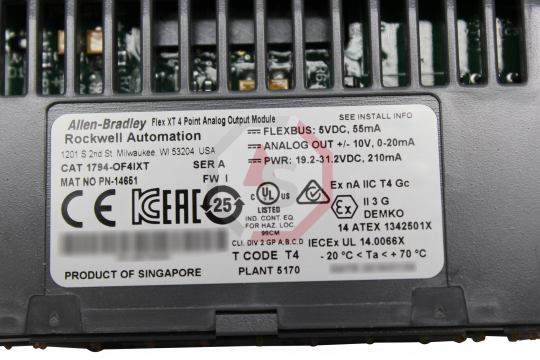 Allen-Bradley Flex XT 4 Point Analog Output Module
Rockwell Automation
1201 S 2nd St. Milwaukee, WI 53204, USA
CAT 1794-OF4IXT SER A
MAT NO PN-14651 FW I
CE EAC 25
PRODUCT OF SINGAPORE
SEE INSTALL INFO
FLEXBUS: 5VDC, 55mA
ANALOG OUT +/- 10V, 0-20mA
PWR: 19.2-31.2VDC, 210mA
c UL US
LISTED
IND. CONT. EQ.
FOR HAZ. LOC.
99CM
CL I, DIV 2 GP A,B,C,D
T CODE T4
PLANT 5170
Ex nA IIC T4 Gc
Ex II 3 G
DEMKO
14 ATEX 1342501X
IECEx UL 14.0066X
- 20 °C < Ta < + 70 °C